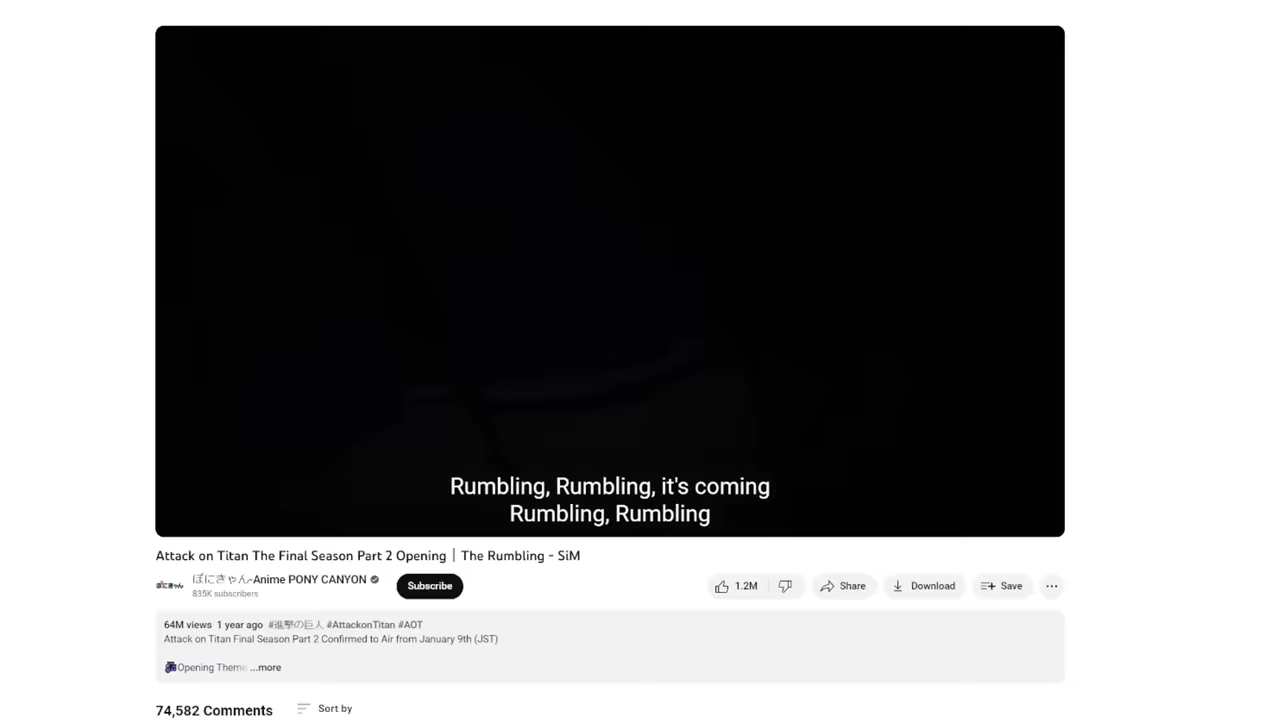 Rumbling, Rumbling, it's coming
Rumbling, Rumbling
Attack on Titan The Final Season Part 2 Opening｜The Rumbling - SiM
ぽにきゃん-Anime PONY CANYON
835K subscribers
Subscribe
1.2M
Share
Download
Save
64M views 1 year ago #進撃の巨人 #AttackonTitan #AOT
Attack on Titan Final Season Part 2 Confirmed to Air from January 9th (JST)
Opening Theme ...more
74,582 Comments
Sort by